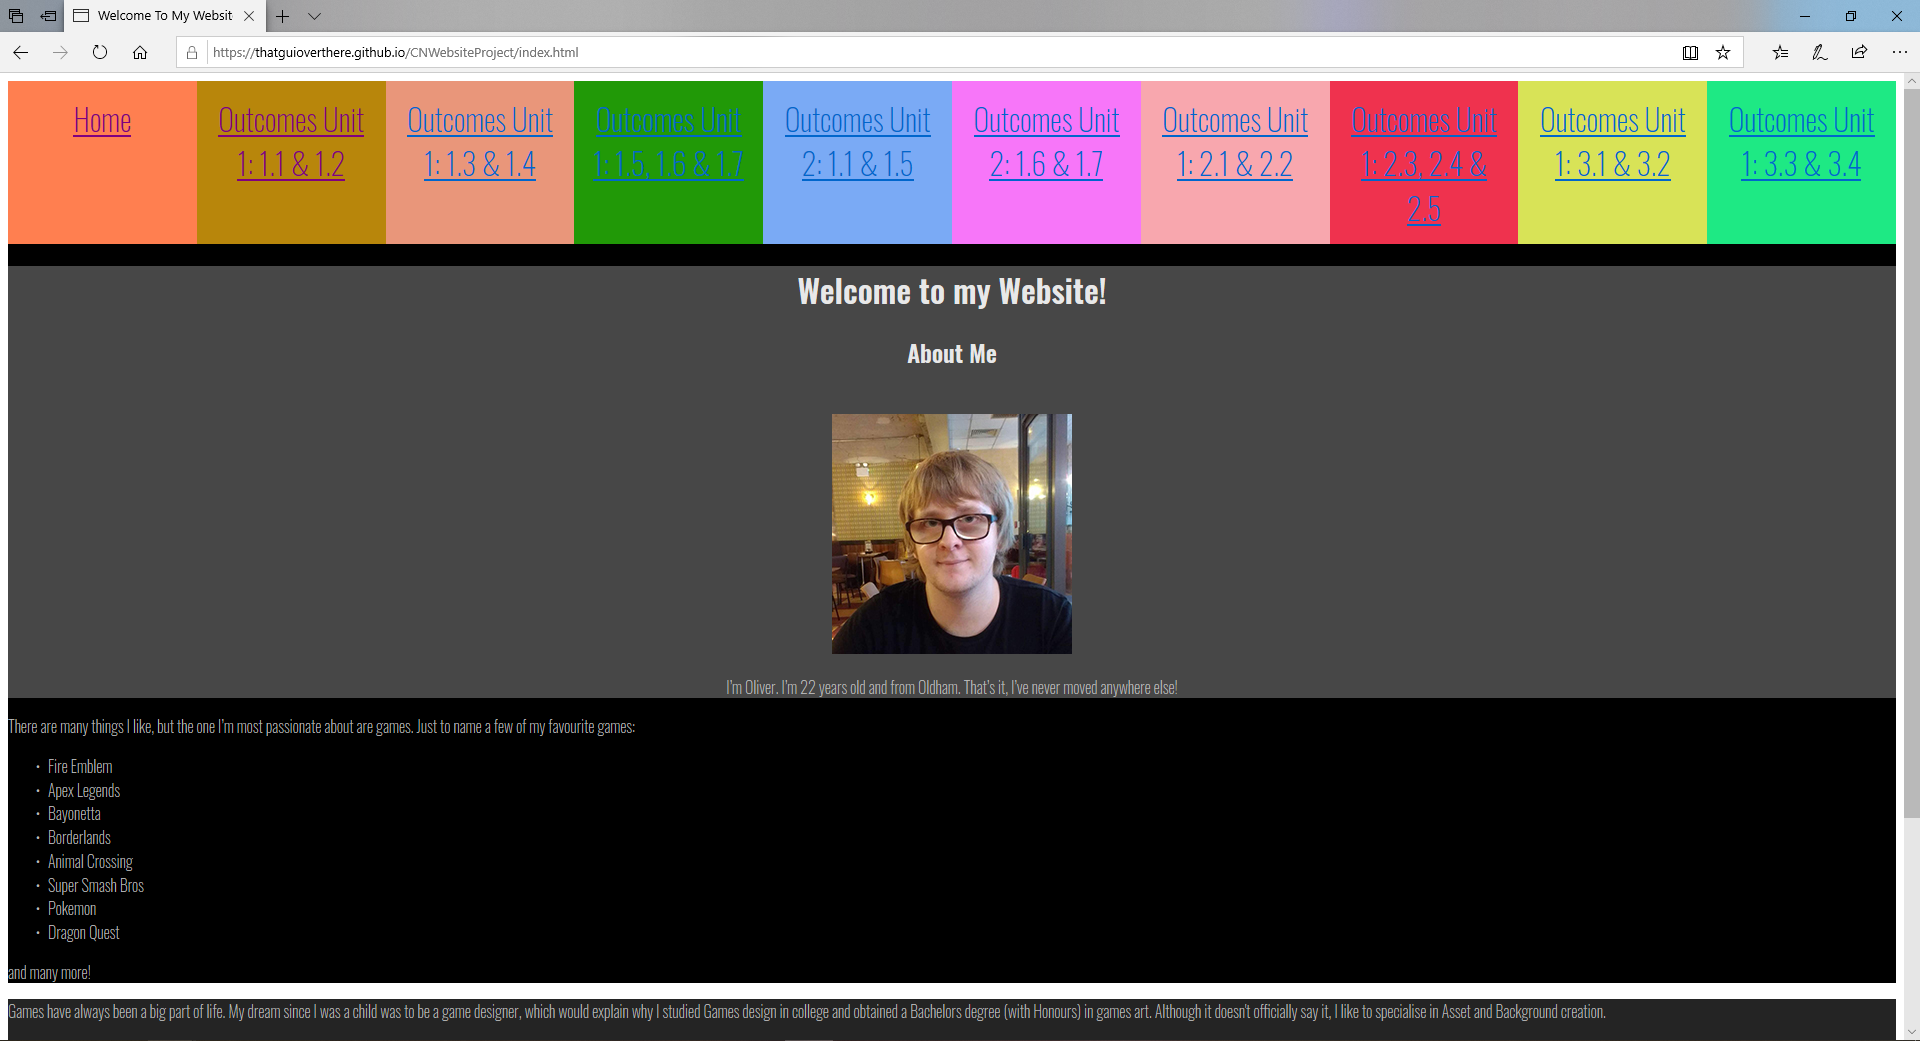 Welcome To My Websit
https://thatguioverthere.github.io/CNWebsiteProject/index.html
Home
Outcomes Unit
1: 1.1 & 1.2
Outcomes Unit
1: 1.3 & 1.4
Outcomes Unit
1: 1.5, 1.6 & 1.7
Outcomes Unit
2: 1.1 & 1.5
Outcomes Unit
2: 1.6 & 1.7
Outcomes Unit
1: 2.1 & 2.2
Outcomes Unit
1: 2.3, 2.4 &
2.5
Outcomes Unit
1: 3.1 & 3.2
Outcomes Unit
1: 3.3 & 3.4
Welcome to my Website!
About Me
I'm Oliver. I'm 22 years old and from Oldham. That's it, I've never moved anywhere else!
There are many things I like, but the one I'm most passionate about are games. Just to name a few of my favourite games:
• Fire Emblem
• Apex Legends
• Bayonetta
• Borderlands
• Animal Crossing
• Super Smash Bros
• Pokemon
• Dragon Quest
and many more!
Games have always been a big part of life. My dream since I was a child was to be a game designer, which would explain why I studied Games design in college and obtained a Bachelors degree (with Honours) in games art. Although it doesn't officially say it, I like to specialise in Asset and Background creation.